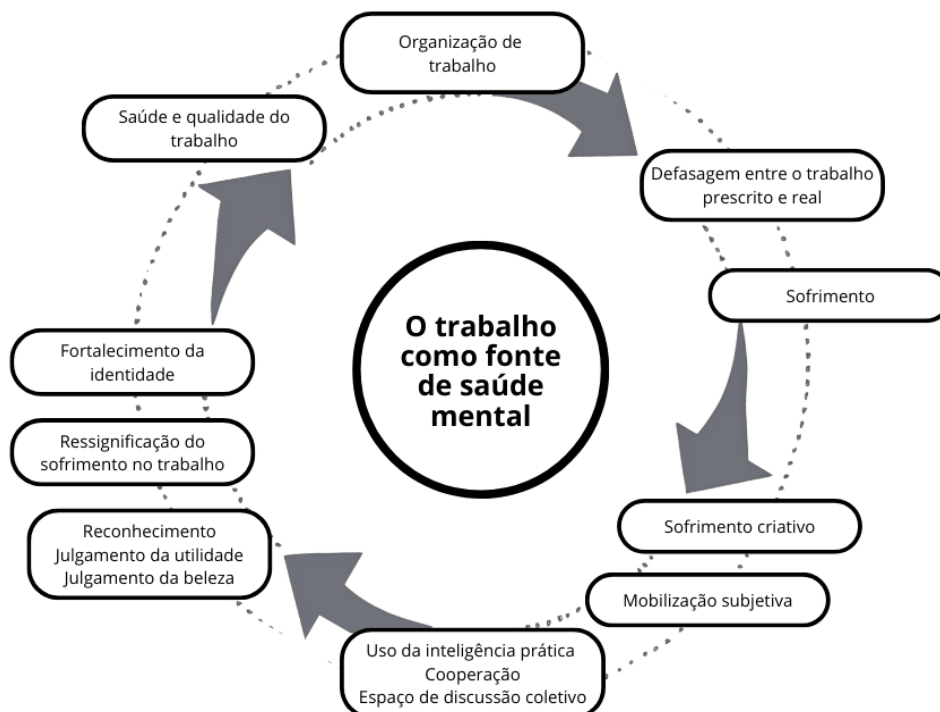 Organização de
trabalho
Defasagem entre o trabalho
prescrito e real
Sofrimento
Sofrimento criativo
Mobilização subjetiva
Uso da inteligência prática
Cooperação
Espaço de discussão coletivo
Reconhecimento
Julgamento da utilidade
Julgamento da beleza
Ressignificação do
sofrimento no trabalho
Fortalecimento da
identidade
Saúde e qualidade do
trabalho
O trabalho
como fonte
de saúde
mental